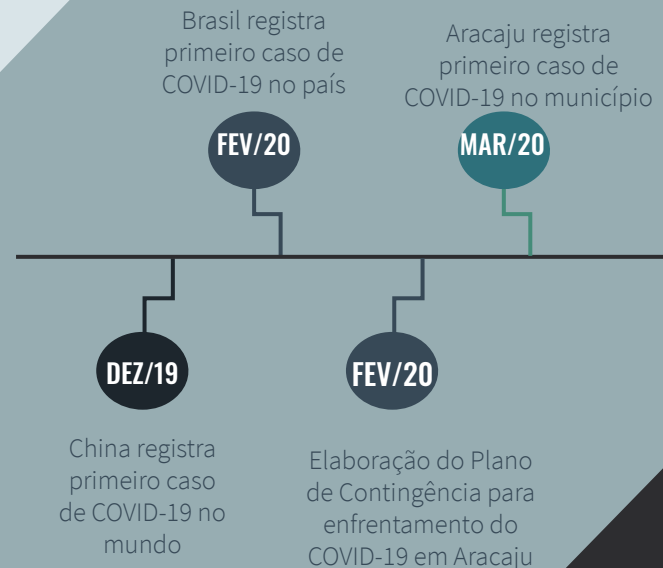 Brasil registra
primeiro caso de
COVID-19 no país
FEV/20
Aracaju registra
primeiro caso de
COVID-19 no município
MAR/20
DEZ/19
China registra
primeiro caso
de COVID-19 no
mundo
FEV/20
Elaboração do Plano
de Contingência para
enfrentamento do
COVID-19 em Aracaju